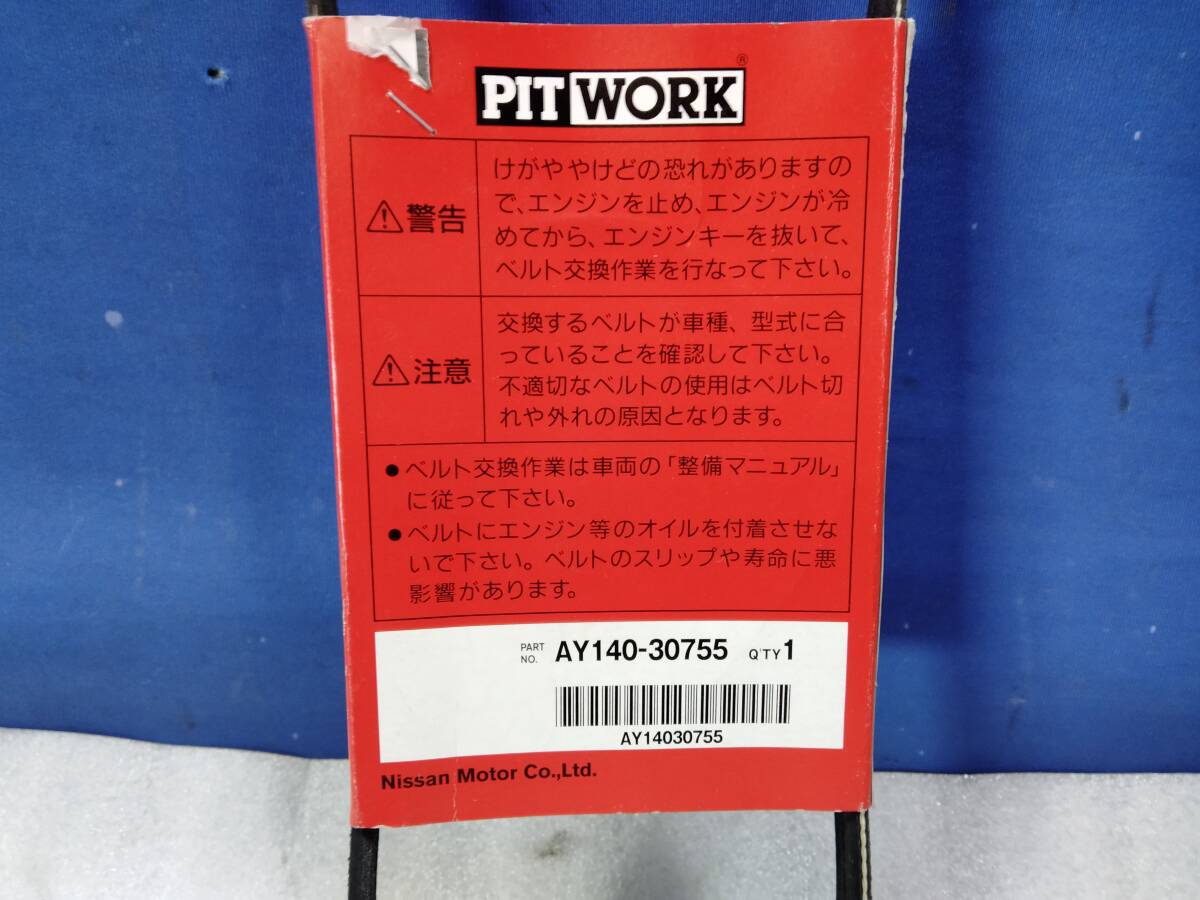 PIT WORK ®
警告
けがややけどの恐れがありますの
で、エンジンを止め、エンジンが冷
めてから、エンジンキーを抜いて、
ベルト交換作業を行なって下さい。
注意
交換するベルトが車種、型式に合
っていることを確認して下さい。
不適切なベルトの使用はベルト切
れや外れの原因となります。
●ベルト交換作業は車両の「整備マニュアル」
に従って下さい。
●ベルトにエンジン等のオイルを付着させな
いで下さい。ベルトのスリップや寿命に悪
影響があります。
PART NO. AY140-30755 Q'TY 1
AY14030755
Nissan Motor Co.,Ltd.